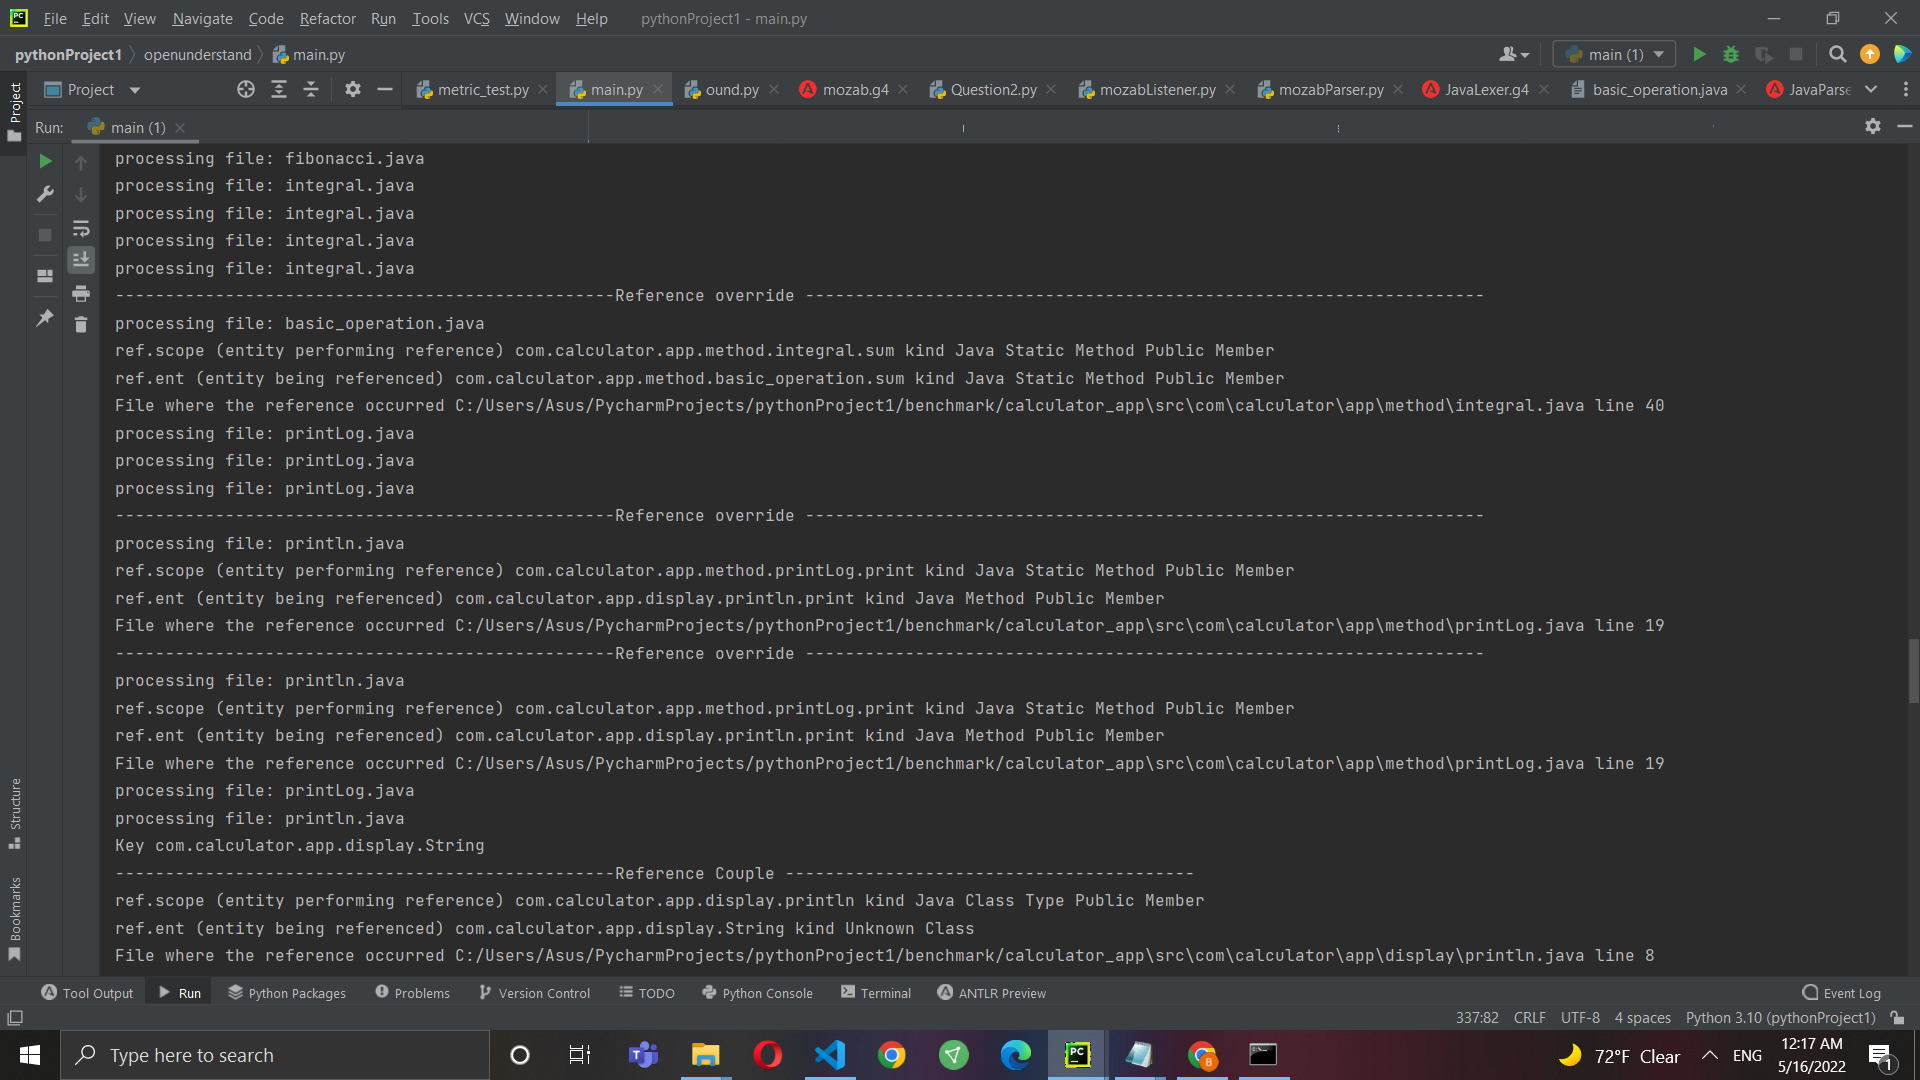 PC File Edit View Navigate Code Refactor Run Tools VCS Window Help pythonProject1 - main.py
pythonProject1 openunderstand main.py main (1)
Project metric_test.py main.py ound.py mozab.g4 Question2.py mozabListener.py mozabParser.py JavaLexer.g4 basic_operation.java JavaParse
Project
Run: main (1)
processing file: fibonacci.java
processing file: integral.java
processing file: integral.java
processing file: integral.java
processing file: integral.java
--------------------------------------------------Reference override --------------------------------------------------------------------
processing file: basic_operation.java
ref.scope (entity performing reference) com.calculator.app.method.integral.sum kind Java Static Method Public Member
ref.ent (entity being referenced) com.calculator.app.method.basic_operation.sum kind Java Static Method Public Member
File where the reference occurred C:/Users/Asus/PycharmProjects/pythonProject1/benchmark/calculator_app\src\com\calculator\app\method\integral.java line 40
processing file: printLog.java
processing file: printLog.java
processing file: printLog.java
--------------------------------------------------Reference override --------------------------------------------------------------------
processing file: println.java
ref.scope (entity performing reference) com.calculator.app.method.printLog.print kind Java Static Method Public Member
ref.ent (entity being referenced) com.calculator.app.display.println.print kind Java Method Public Member
File where the reference occurred C:/Users/Asus/PycharmProjects/pythonProject1/benchmark/calculator_app\src\com\calculator\app\method\printLog.java line 19
--------------------------------------------------Reference override --------------------------------------------------------------------
processing file: println.java
ref.scope (entity performing reference) com.calculator.app.method.printLog.print kind Java Static Method Public Member
ref.ent (entity being referenced) com.calculator.app.display.println.print kind Java Method Public Member
File where the reference occurred C:/Users/Asus/PycharmProjects/pythonProject1/benchmark/calculator_app\src\com\calculator\app\method\printLog.java line 19
processing file: printLog.java
processing file: println.java
Key com.calculator.app.display.String
--------------------------------------------------Reference Couple -----------------------------------------
ref.scope (entity performing reference) com.calculator.app.display.println kind Java Class Type Public Member
ref.ent (entity being referenced) com.calculator.app.display.String kind Unknown Class
File where the reference occurred C:/Users/Asus/PycharmProjects/pythonProject1/benchmark/calculator_app\src\com\calculator\app\display\println.java line 8
Structure
Bookmarks
Tool Output Run Python Packages Problems Version Control TODO Python Console Terminal ANTLR Preview Event Log
337:82 CRLF UTF-8 4 spaces Python 3.10 (pythonProject1)
Type here to search PC B 72°F Clear ENG 12:17 AM
5/16/2022 1